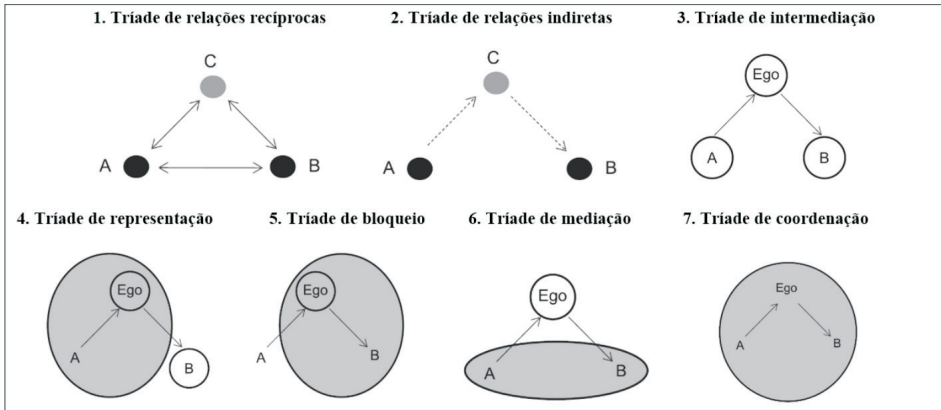 1. Tríade de relações recíprocas
2. Tríade de relações indiretas
3. Tríade de intermediação
C
A
B
C
A
B
Ego
A
B
4. Tríade de representação
5. Tríade de bloqueio
6. Tríade de mediação
7. Tríade de coordenação
Ego
A
B
Ego
A
B
Ego
A
B
Ego
A
B